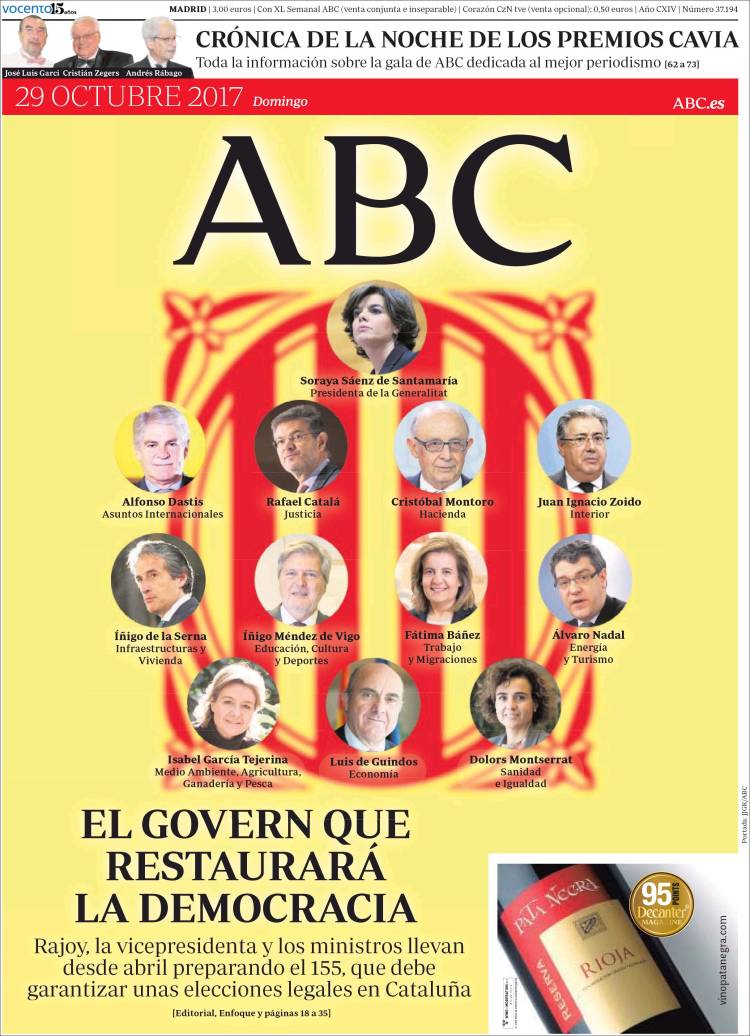 vocento 15 años
MADRID | 3,00 euros | Con XL Semanal ABC (venta conjunta e inseparable) | Corazón CzN tve (venta opcional): 0,50 euros | Año CXIV | Número 37.194
José Luis Garci Cristián Zegers Andrés Rábago
CRÓNICA DE LA NOCHE DE LOS PREMIOS CAVIA
Toda la información sobre la gala de ABC dedicada al mejor periodismo [62 a 73]
29 OCTUBRE 2017 Domingo
ABC.es
ABC
Soraya Sáenz de Santamaría
Presidenta de la Generalitat
Alfonso Dastis
Asuntos Internacionales
Rafael Catalá
Justicia
Cristóbal Montoro
Hacienda
Juan Ignacio Zoido
Interior
Íñigo de la Serna
Infraestructuras y
Vivienda
Íñigo Méndez de Vigo
Educación, Cultura
y Deportes
Fátima Báñez
Trabajo
y Migraciones
Álvaro Nadal
Energía
y Turismo
Isabel García Tejerina
Medio Ambiente, Agricultura,
Ganadería y Pesca
Luis de Guindos
Economía
Dolors Montserrat
Sanidad
e Igualdad
EL GOVERN QUE
RESTAURARÁ
LA DEMOCRACIA
Rajoy, la vicepresidenta y los ministros llevan
desde abril preparando el 155, que debe
garantizar unas elecciones legales en Cataluña
[Editorial, Enfoque y páginas 18 a 35]
Portada: JJGK/ABC
PATA NEGRA
RIOJA
RESERVA
95 POINTS
Decanter
MAGAZINE
vinopatanegra.com